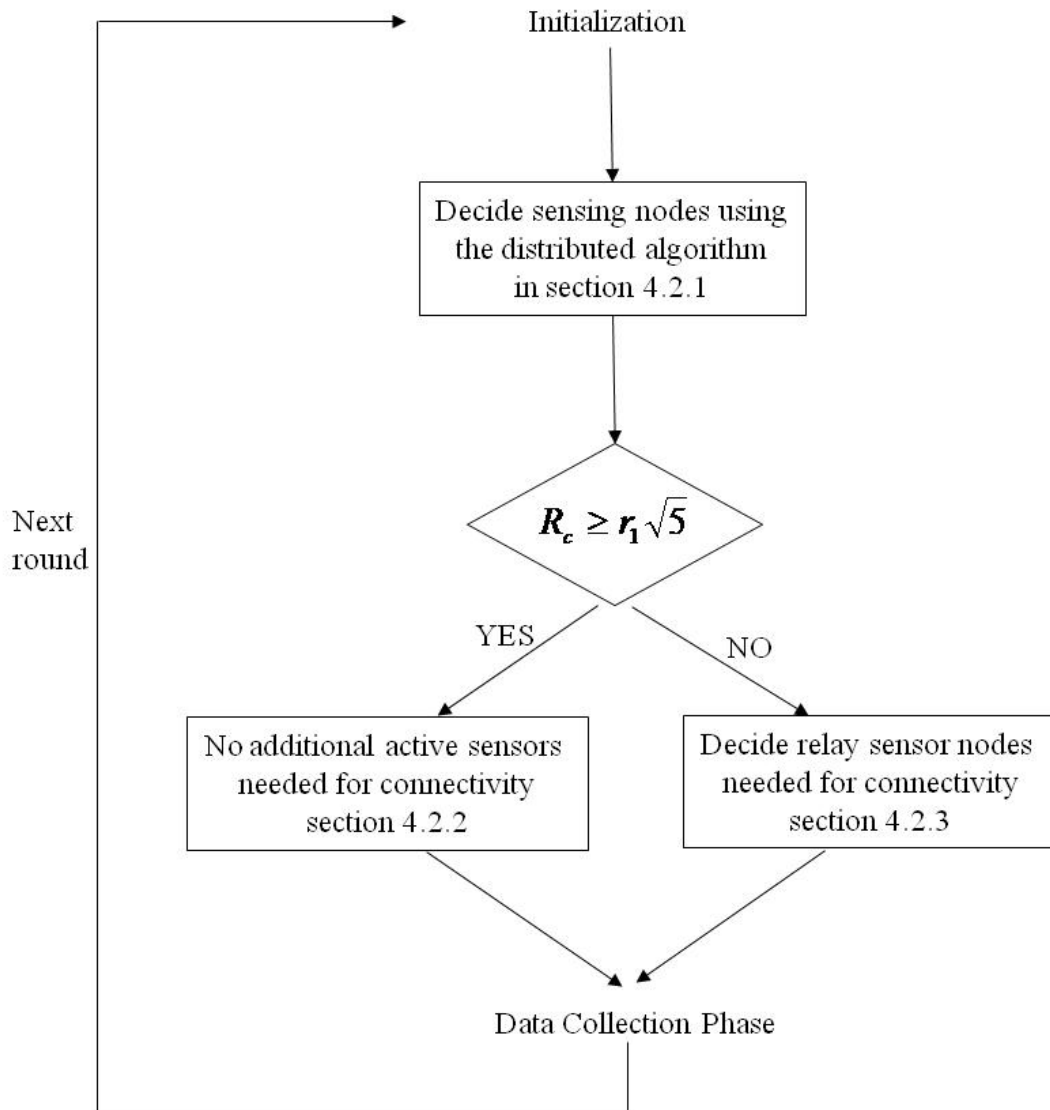 Initialization
Decide sensing nodes using
the distributed algorithm
in section 4.2.1
R_c ≥ r_1√5
Next
round
YES
NO
No additional active sensors
needed for connectivity
section 4.2.2
Decide relay sensor nodes
needed for connectivity
section 4.2.3
Data Collection Phase